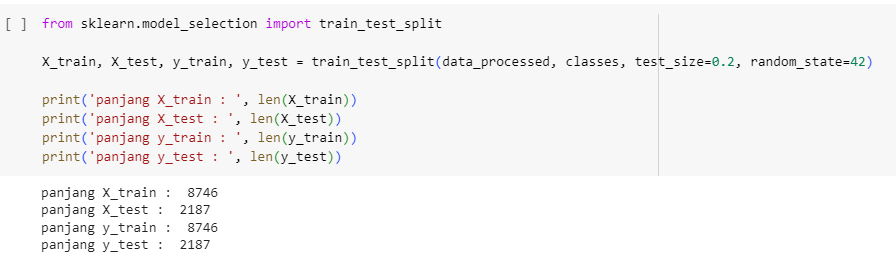 [ ] from sklearn.model_selection import train_test_split
X_train, X_test, y_train, y_test = train_test_split(data_processed, classes, test_size=0.2, random_state=42)
print('panjang X_train : ', len(X_train))
print('panjang X_test : ', len(X_test))
print('panjang y_train : ', len(y_train))
print('panjang y_test : ', len(y_test))
panjang X_train :  8746
panjang X_test :  2187
panjang y_train :  8746
panjang y_test :  2187